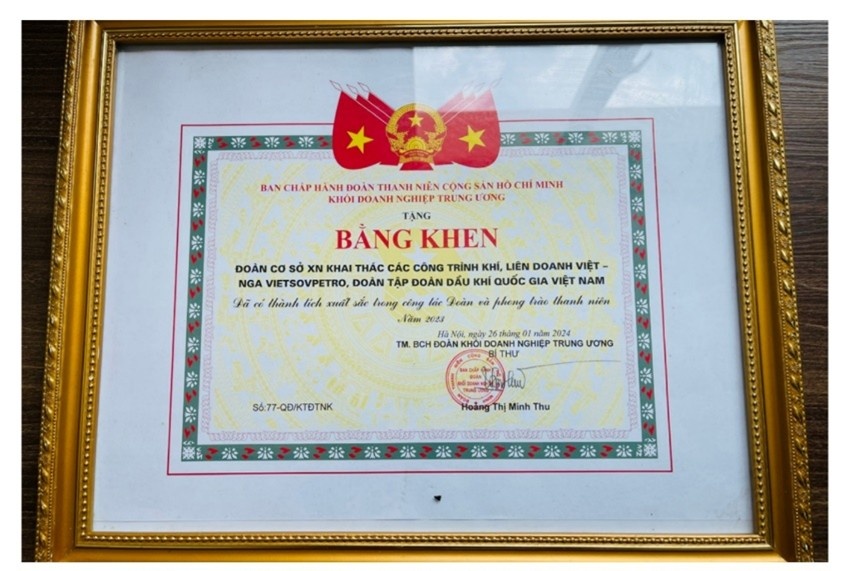 BAN CHẤP HÀNH ĐOÀN THANH NIÊN CỘNG SẢN HỒ CHÍ MINH
KHỐI DOANH NGHIỆP TRUNG ƯƠNG
TẶNG
BẰNG KHEN
ĐOÀN CƠ SỞ XN KHAI THÁC CÁC CÔNG TRÌNH KHÍ, LIÊN DOANH VIỆT –
NGA VIETSOVPETRO, ĐOÀN TẬP ĐOÀN DẦU KHÍ QUỐC GIA VIỆT NAM
Đã có thành tích xuất sắc trong công tác Đoàn và phong trào thanh niên
Năm 2023
Hà Nội, ngày 26 tháng 01 năm 2024
TM. BCH ĐOÀN KHỐI DOANH NGHIỆP TRUNG ƯƠNG
BÍ THƯ
Số:77-QĐ/KTĐTNK
Hoàng Thị Minh Thu